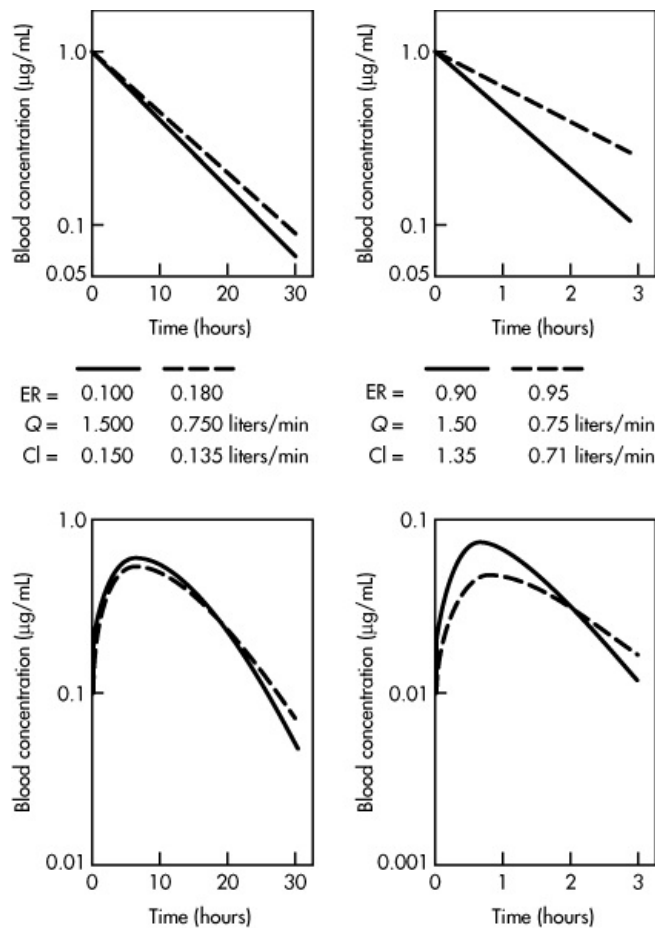 Blood concentration (μg/mL)
1.0
0.1
0.05
0 10 20 30
Time (hours)
Blood concentration (μg/mL)
1.0
0.1
0.05
0 1 2 3
Time (hours)
ER = 0.100 0.180
Q = 1.500 0.750 liters/min
Cl = 0.150 0.135 liters/min
ER = 0.90 0.95
Q = 1.50 0.75 liters/min
Cl = 1.35 0.71 liters/min
Blood concentration (μg/mL)
1.0
0.1
0.01
0 10 20 30
Time (hours)
Blood concentration (μg/mL)
0.1
0.01
0.001
0 1 2 3
Time (hours)